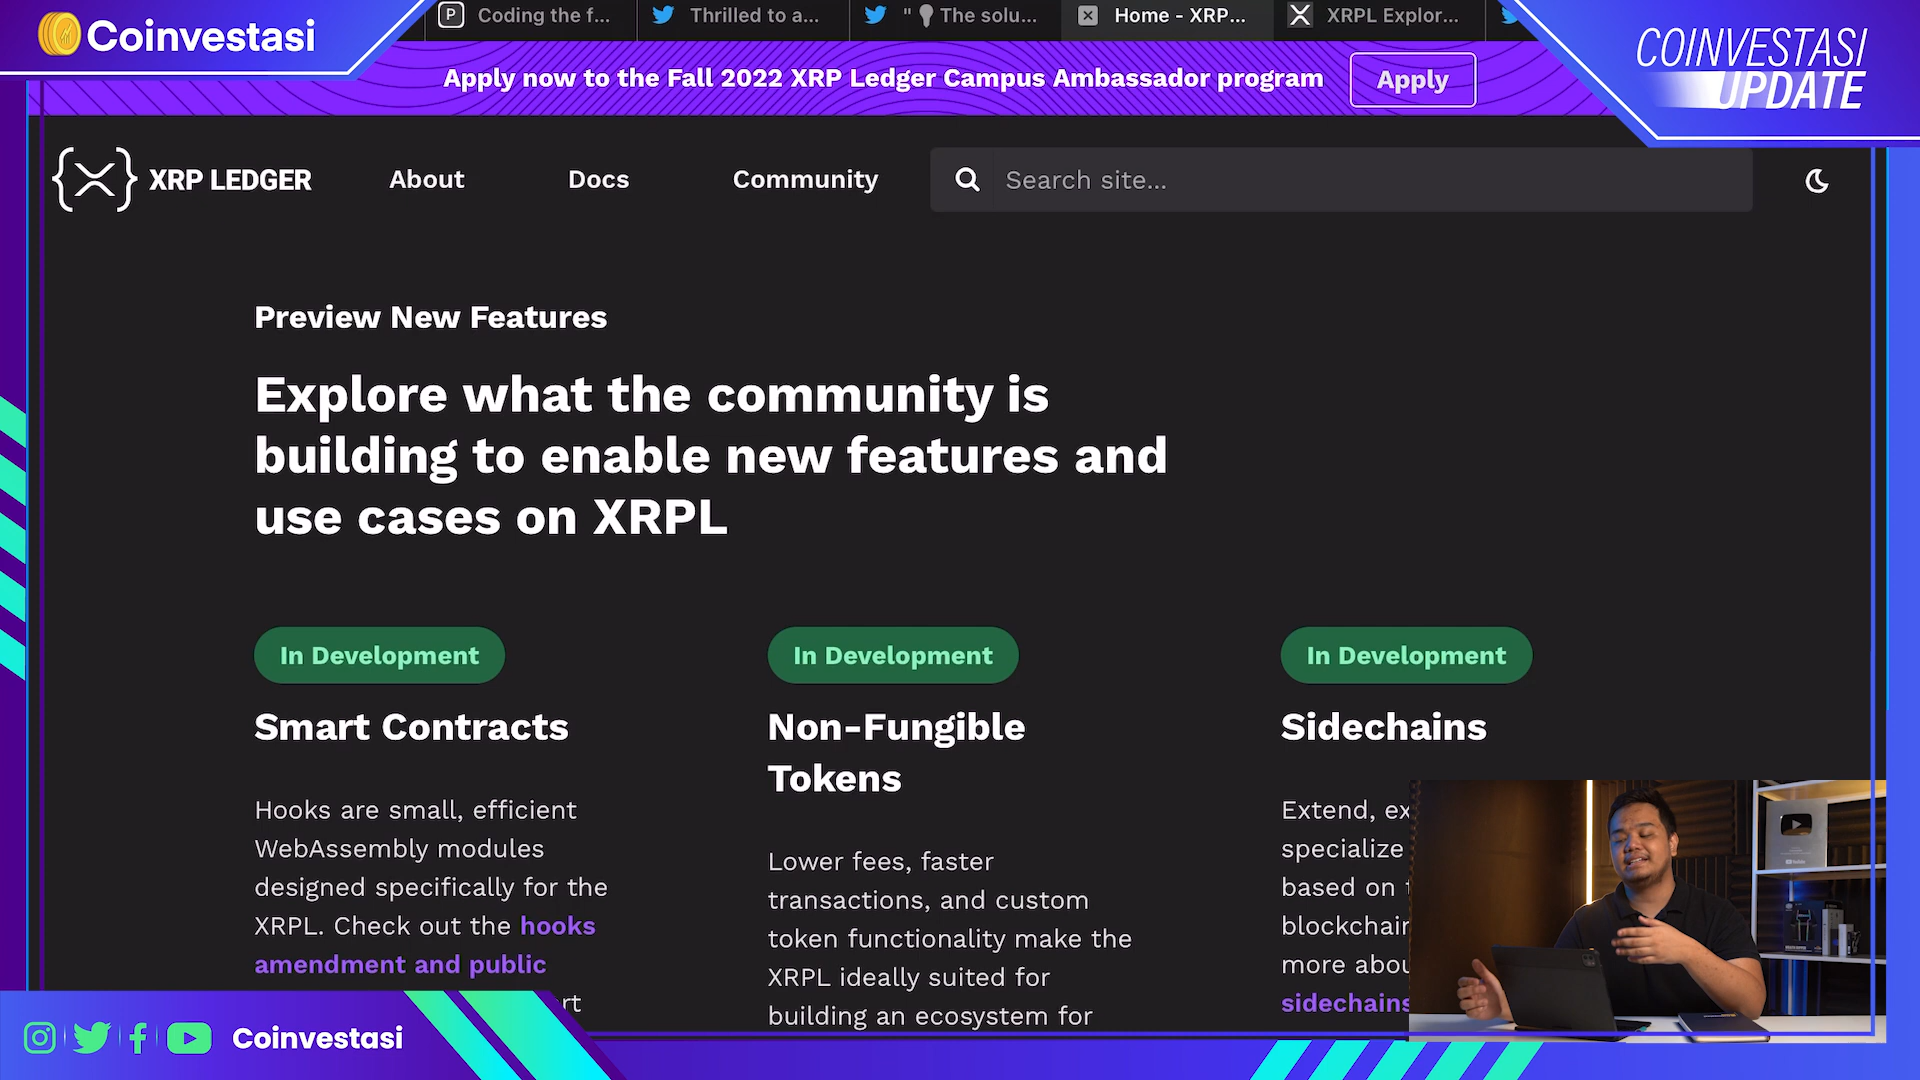 Coinvestasi
P Coding the f...
Thrilled to a...
" The solu...
Home - XRP...
XRPL Explor...
COINVESTASI
UPDATE
Apply now to the Fall 2022 XRP Ledger Campus Ambassador program
Apply
XRP LEDGER
About
Docs
Community
Search site...
Preview New Features
Explore what the community is
building to enable new features and
use cases on XRPL
In Development
Smart Contracts
Hooks are small, efficient
WebAssembly modules
designed specifically for the
XRPL. Check out the hooks
amendment and public
rt
In Development
Non-Fungible
Tokens
Lower fees, faster
transactions, and custom
token functionality make the
XRPL ideally suited for
building an ecosystem for
In Development
Sidechains
Extend, ex
specialize
based on
blockchain
more abou
sidechains
Coinvestasi